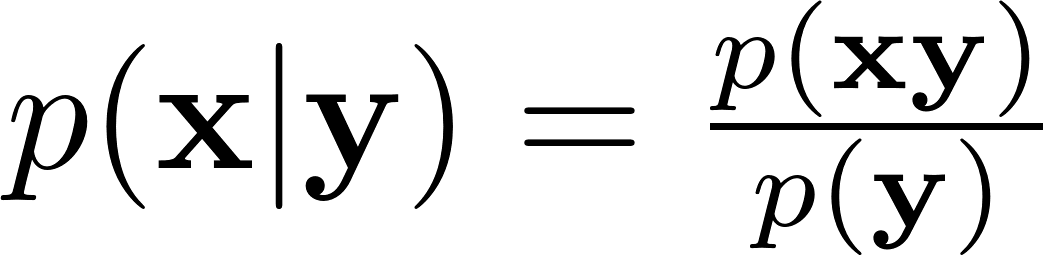 p(𝐱|𝐲) = p(𝐱𝐲) / p(𝐲)